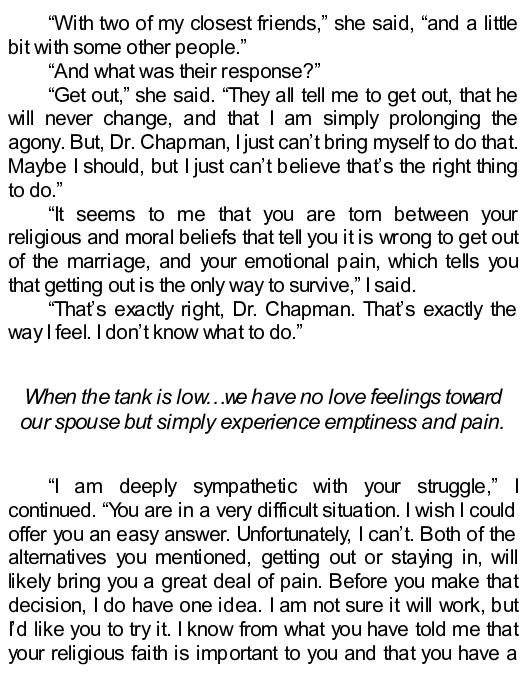 “With two of my closest friends,” she said, “and a little
bit with some other people.”
“And what was their response?”
“Get out,” she said. “They all tell me to get out, that he
will never change, and that I am simply prolonging the
agony. But, Dr. Chapman, I just can’t bring myself to do that.
Maybe I should, but I just can’t believe that’s the right thing
to do.”
“It seems to me that you are torn between your
religious and moral beliefs that tell you it is wrong to get out
of the marriage, and your emotional pain, which tells you
that getting out is the only way to survive,” I said.
“That’s exactly right, Dr. Chapman. That’s exactly the
way I feel. I don’t know what to do.”
When the tank is low…we have no love feelings toward
our spouse but simply experience emptiness and pain.
“I am deeply sympathetic with your struggle,” I
continued. “You are in a very difficult situation. I wish I could
offer you an easy answer. Unfortunately, I can’t. Both of the
alternatives you mentioned, getting out or staying in, will
likely bring you a great deal of pain. Before you make that
decision, I do have one idea. I am not sure it will work, but
I’d like you to try it. I know from what you have told me that
your religious faith is important to you and that you have a